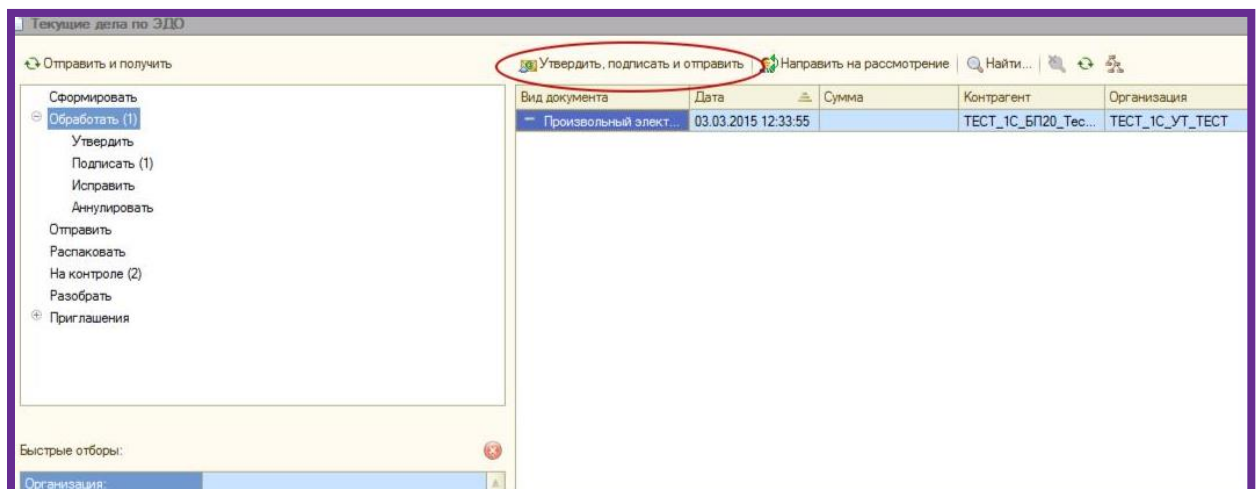 Текущие дела по ЭДО
Отправить и получить
Утвердить, подписать и отправить
Направить на рассмотрение
Найти...
Сформировать
Обработать (1)
Утвердить
Подписать (1)
Исправить
Аннулировать
Отправить
Распаковать
На контроле (2)
Разобрать
Приглашения
Вид документа Дата Сумма Контрагент Организация
Произвольный элект... 03.03.2015 12:33:55 ТЕСТ_1С_БП20_Тес... ТЕСТ_1С_УТ_ТЕСТ
Быстрые отборы:
Организация: